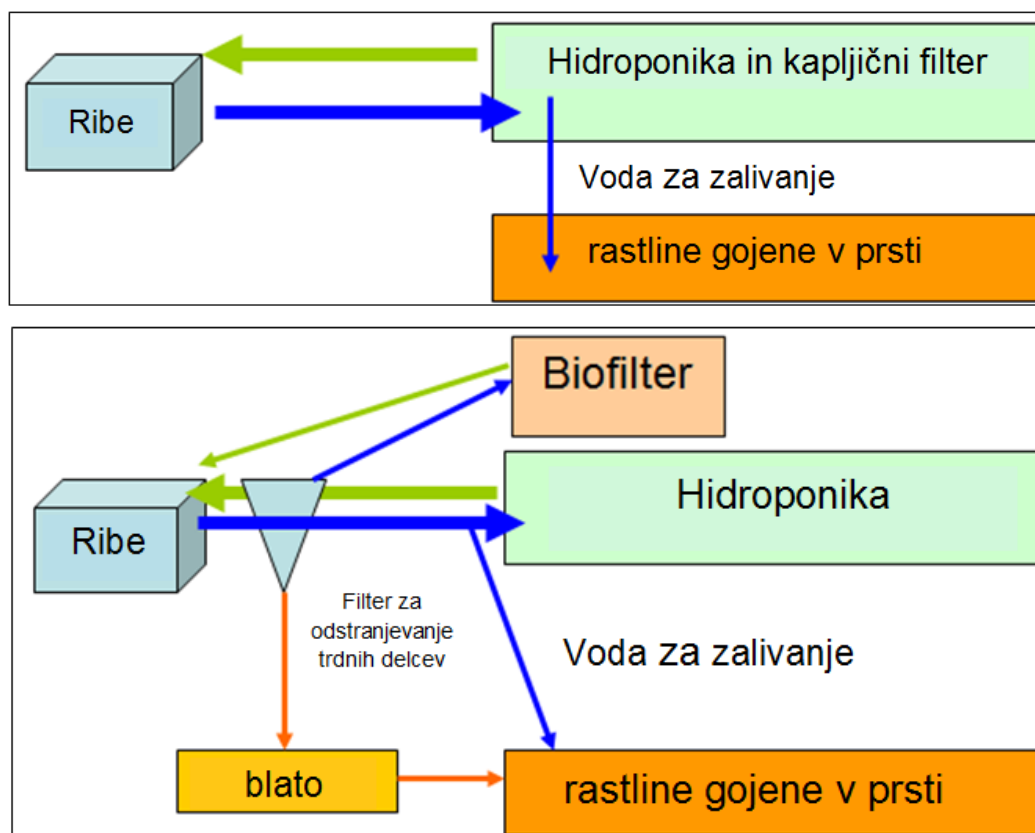 Ribe
Hidroponika in kapljični filter
Voda za zalivanje
rastline gojene v prsti
Biofilter
Hidroponika
Ribe
Filter za
odstranjevanje
trdnih delcev
Voda za zalivanje
blato
rastline gojene v prsti